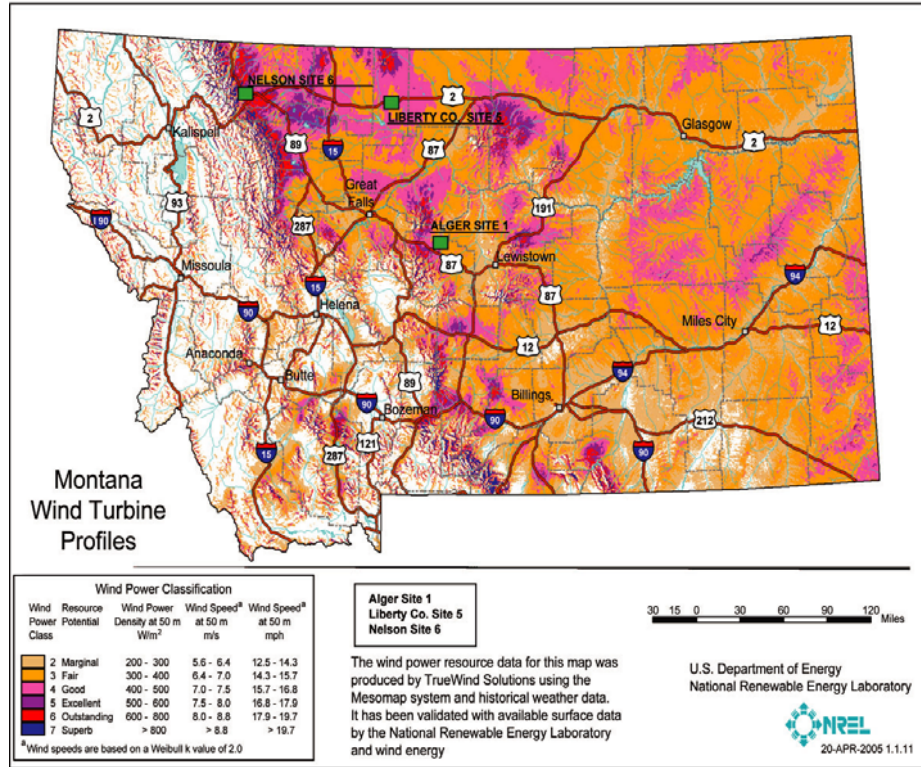 NELSON SITE 6
2
LIBERTY CO. SITE 5
2
Kalispell
Glasgow
2
89
15
87
Great
Falls
93
191
I 90
287
ALGER SITE 1
87
Lewistown
Missoula
94
15
87
Helena
90
Miles City
12
12
Anaconda
89
94
Butte
90
Billings
Bozeman
90
212
121
15
287
90
Montana
Wind Turbine
Profiles
Wind Power Classification
Wind Power Class
Resource Potential
Wind Power Density at 50 m W/m2
Wind Speed a at 50 m m/s
Wind Speed a at 50 m mph
2 Marginal 200 - 300 5.6 - 6.4 12.5 - 14.3
3 Fair 300 - 400 6.4 - 7.0 14.3 - 15.7
4 Good 400 - 500 7.0 - 7.5 15.7 - 16.8
5 Excellent 500 - 600 7.5 - 8.0 16.8 - 17.9
6 Outstanding 600 - 800 8.0 - 8.8 17.9 - 19.7
7 Superb > 800 > 8.8 > 19.7
a Wind speeds are based on a Weibull k value of 2.0
Alger Site 1
Liberty Co. Site 5
Nelson Site 6
The wind power resource data for this map was
produced by TrueWind Solutions using the
Mesomap system and historical weather data.
It has been validated with available surface data
by the National Renewable Energy Laboratory
and wind energy
30 15 0 30 60 90 120 Miles
U.S. Department of Energy
National Renewable Energy Laboratory
NREL
20-APR-2005 1.1.11